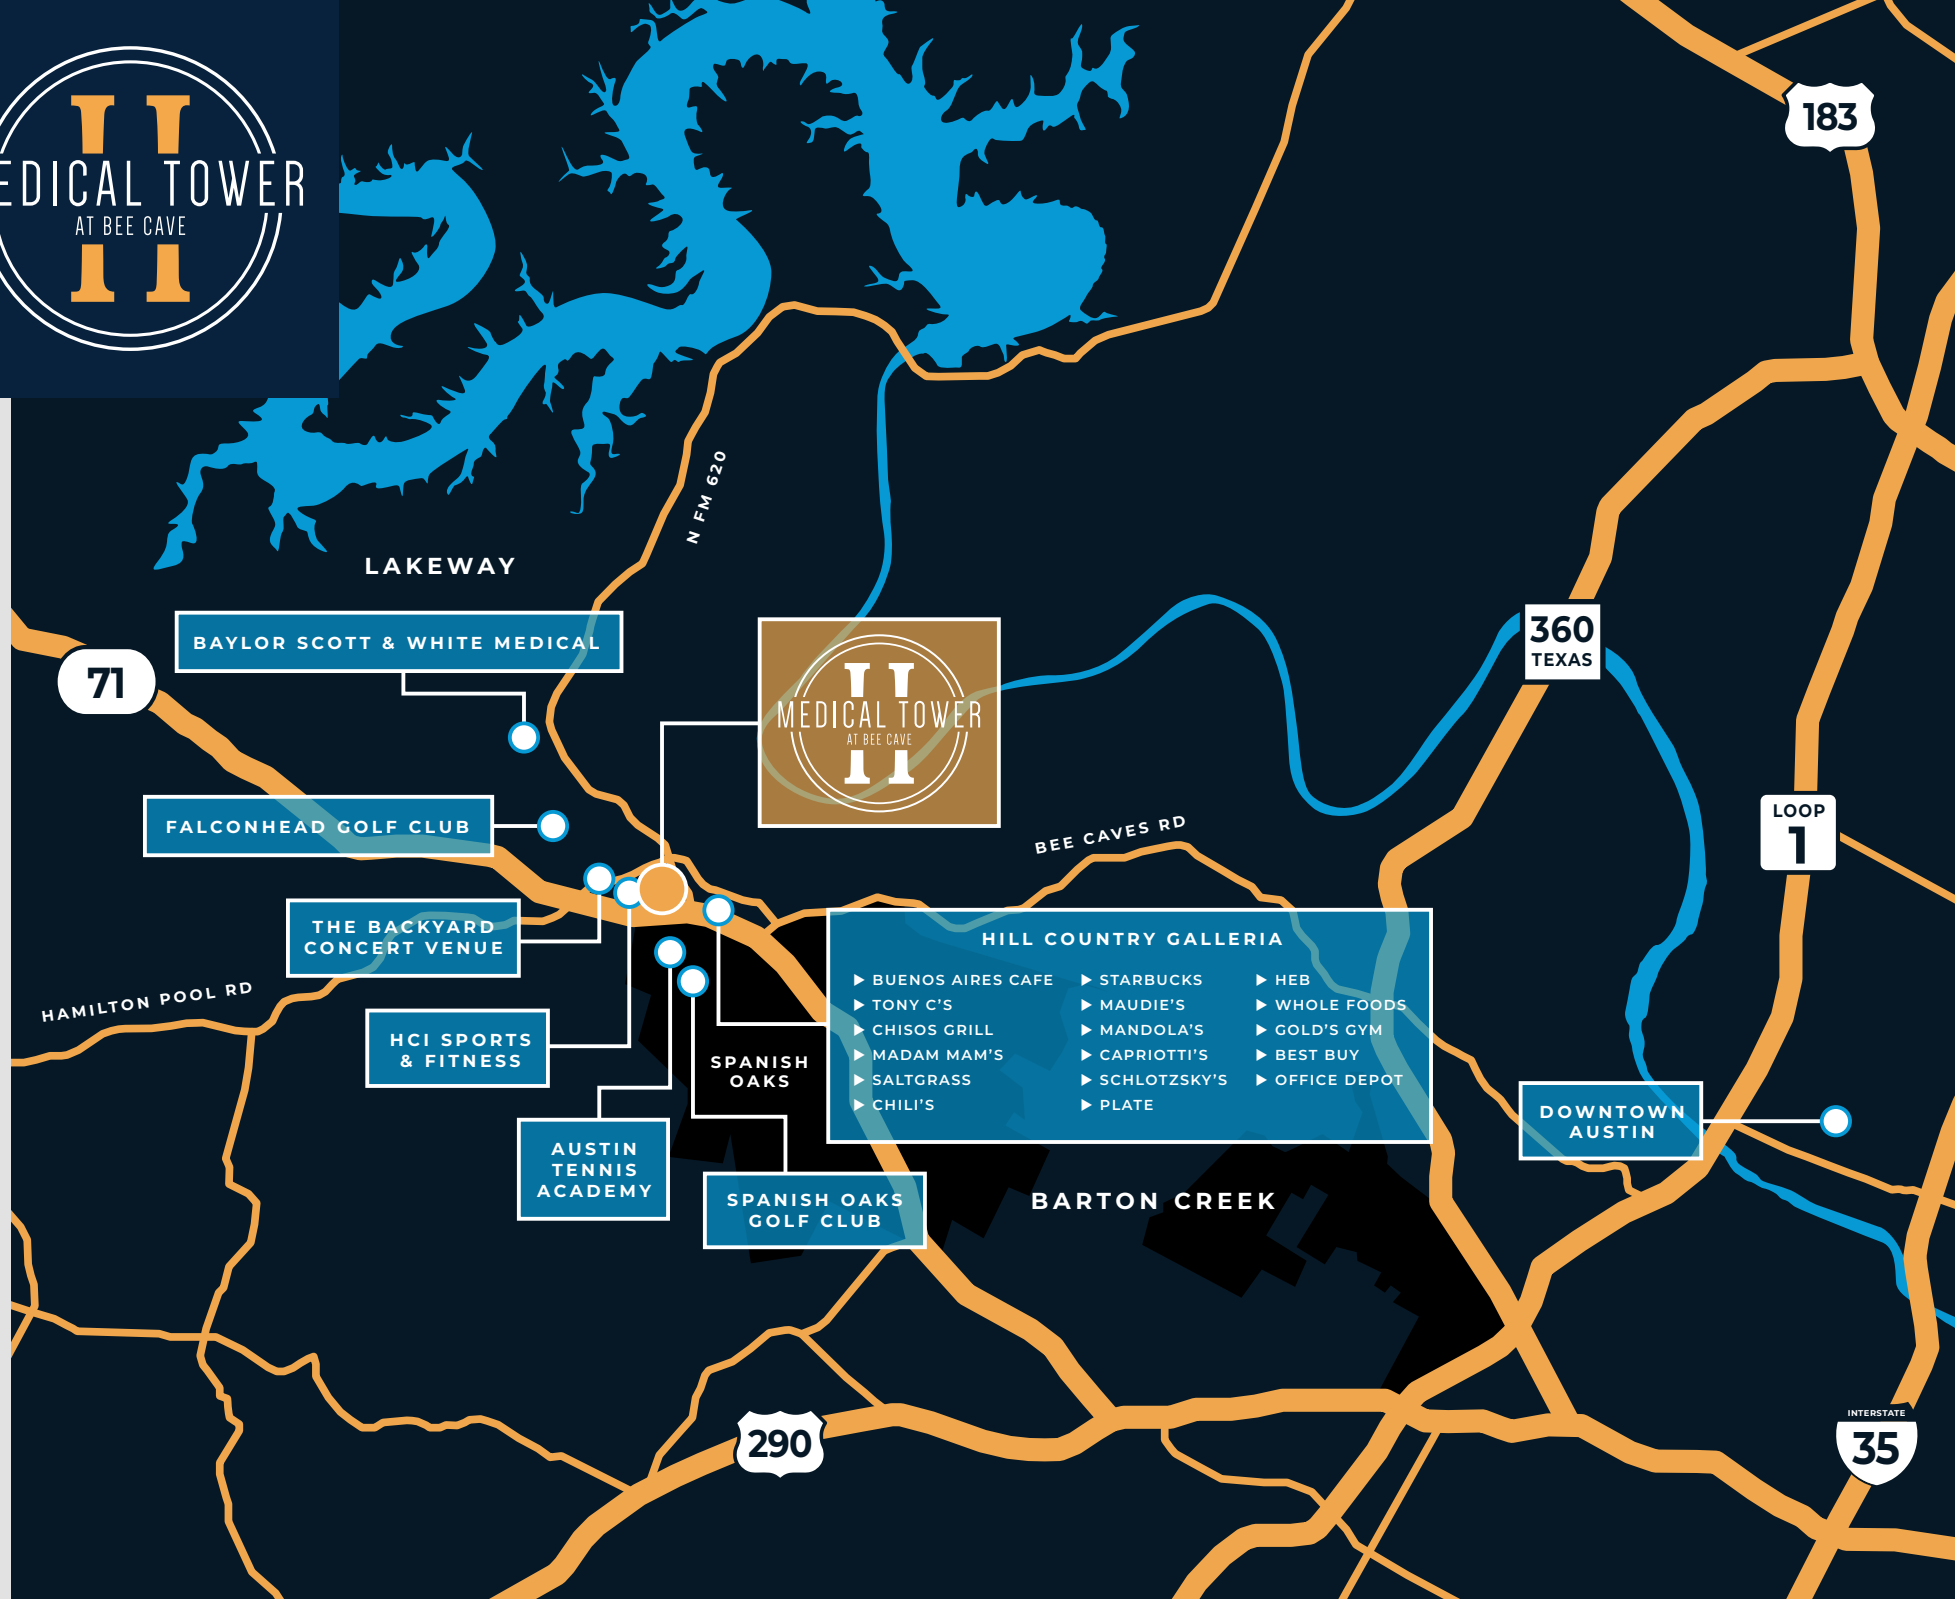 EDICAL TOWER
AT BEE CAVE
183
N FM 620
LAKEWAY
BAYLOR SCOTT & WHITE MEDICAL
71
360
TEXAS
MEDICAL TOWER
AT BEE CAVE
LOOP
1
FALCONHEAD GOLF CLUB
BEE CAVES RD
THE BACKYARD
CONCERT VENUE
HAMILTON POOL RD
HILL COUNTRY GALLERIA
▶ BUENOS AIRES CAFE
▶ TONY C'S
▶ CHISOS GRILL
▶ MADAM MAM'S
▶ SALTGRASS
▶ CHILI'S
▶ STARBUCKS
▶ MAUDIE'S
▶ MANDOLA'S
▶ CAPRIOTTI'S
▶ SCHLOTZSKY'S
▶ PLATE
▶ HEB
▶ WHOLE FOODS
▶ GOLD'S GYM
▶ BEST BUY
▶ OFFICE DEPOT
HCI SPORTS
& FITNESS
SPANISH
OAKS
DOWNTOWN
AUSTIN
AUSTIN
TENNIS
ACADEMY
SPANISH OAKS
GOLF CLUB
BARTON CREEK
290
INTERSTATE
35